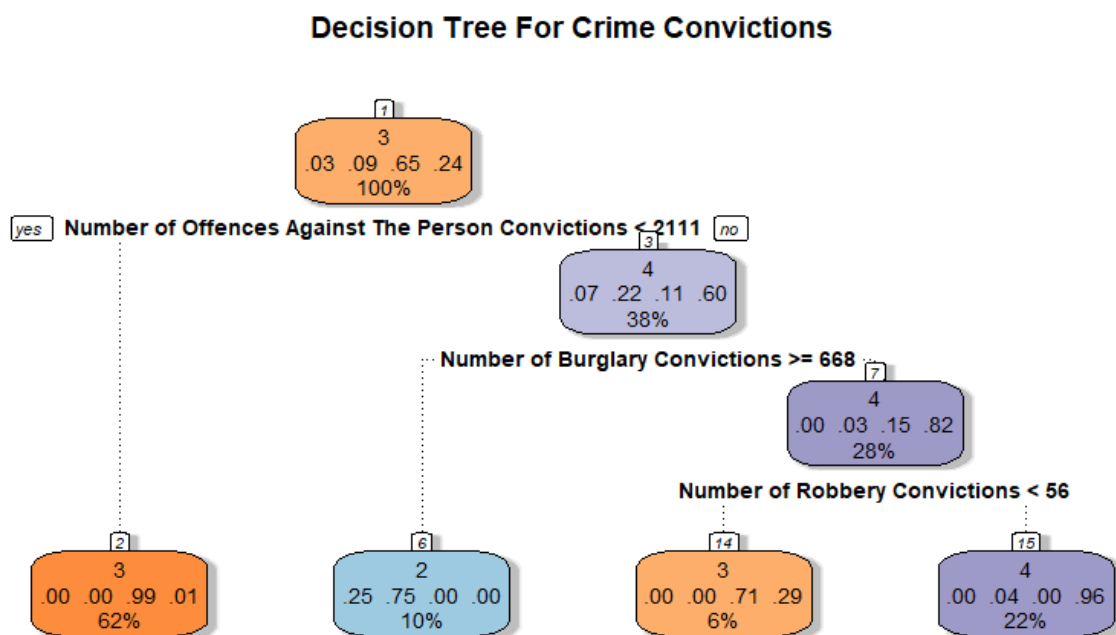 Decision Tree For Crime Convictions
1
3
.03 .09 .65 .24
100%
yes Number of Offences Against The Person Convictions < 2111 no
3
4
.07 .22 .11 .60
38%
Number of Burglary Convictions >= 668
7
4
.00 .03 .15 .82
28%
Number of Robbery Convictions < 56
2
3
.00 .00 .99 .01
62%
6
2
.25 .75 .00 .00
10%
14
3
.00 .00 .71 .29
6%
15
4
.00 .04 .00 .96
22%